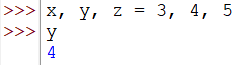 >>> x, y, z = 3, 4, 5
>>> y
4